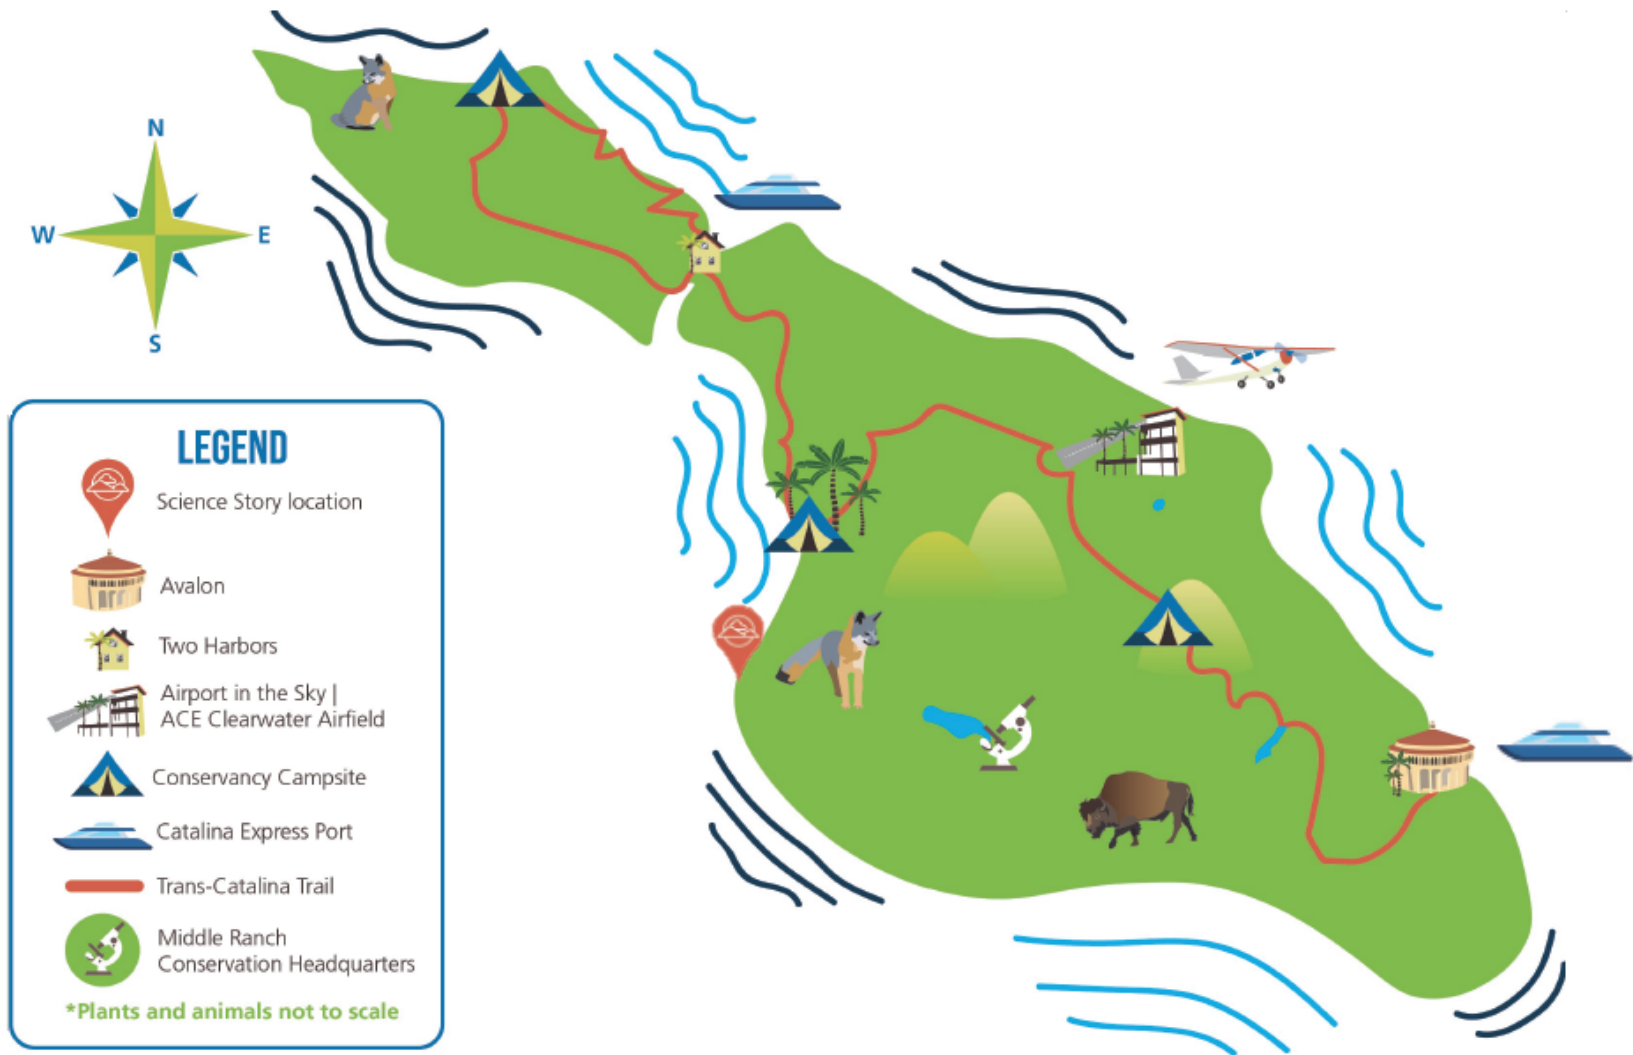 N
W
E
S
LEGEND
Science Story location
Avalon
Two Harbors
Airport in the Sky |
ACE Clearwater Airfield
Conservancy Campsite
Catalina Express Port
Trans-Catalina Trail
Middle Ranch
Conservation Headquarters
*Plants and animals not to scale